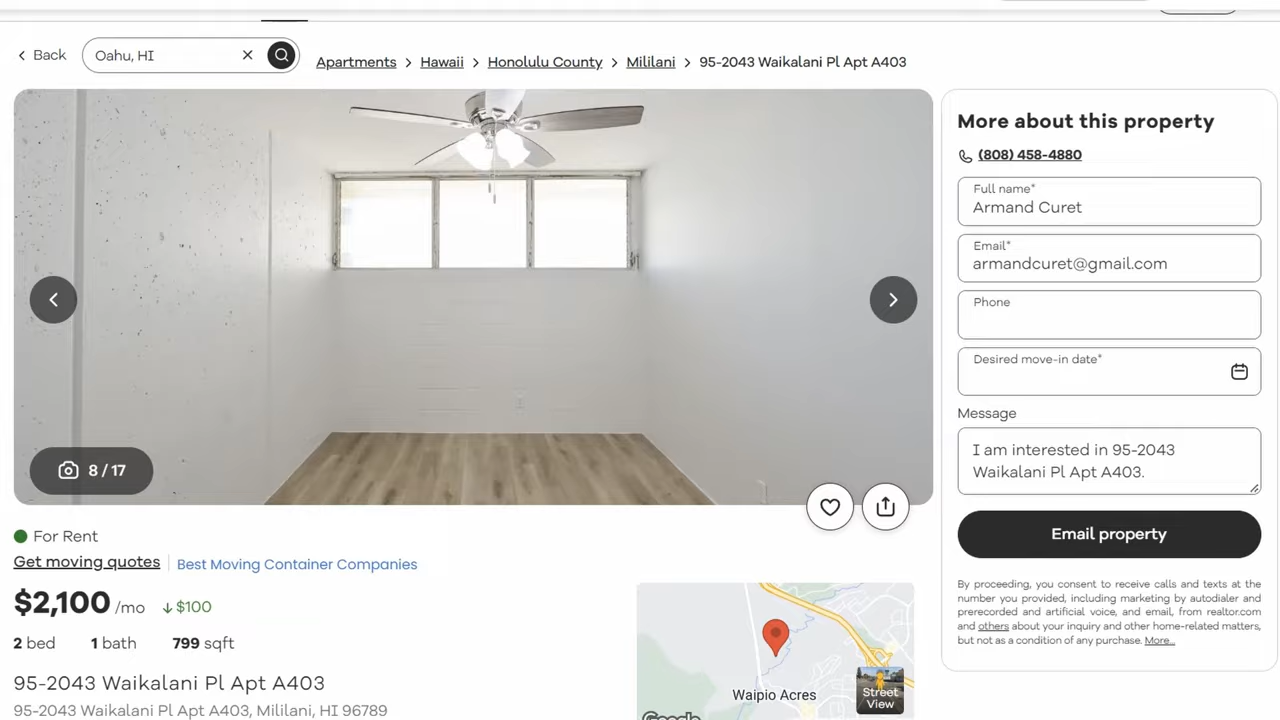 Back
Oahu, HI
Apartments > Hawaii > Honolulu County > Mililani > 95-2043 Waikalani Pl Apt A403
8 / 17
For Rent
Get moving quotes
Best Moving Container Companies
$2,100 /mo ↓ $100
2 bed 1 bath 799 sqft
95-2043 Waikalani Pl Apt A403
95-2043 Waikalani Pl Apt A403, Mililani, HI 96789
Waipio Acres
Street
View
Google
More about this property
(808) 458-4880
Full name*
Armand Curet
Email*
armandcuret@gmail.com
Phone
Desired move-in date*
Message
I am interested in 95-2043
Waikalani Pl Apt A403.
Email property
By proceeding, you consent to receive calls and texts at the
number you provided, including marketing by autodialer and
prerecorded and artificial voice, and email, from realtor.com
and others about your inquiry and other home-related matters,
but not as a condition of any purchase. More...